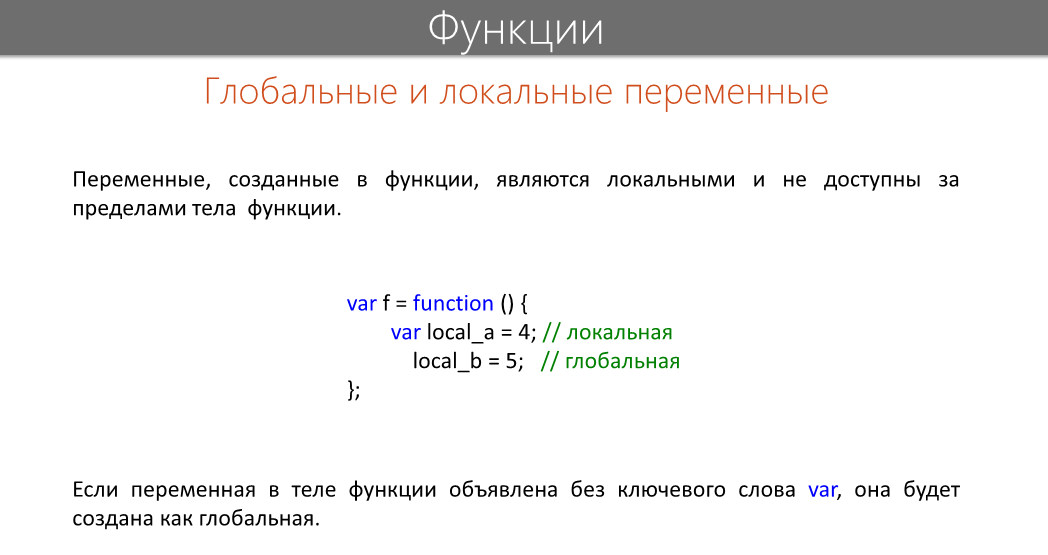 Функции
Глобальные и локальные переменные
Переменные, созданные в функции, являются локальными и не доступны за
пределами тела функции.
var f = function () {
var local_a = 4; // локальная
local_b = 5; // глобальная
};
Если переменная в теле функции объявлена без ключевого слова var, она будет
создана как глобальная.